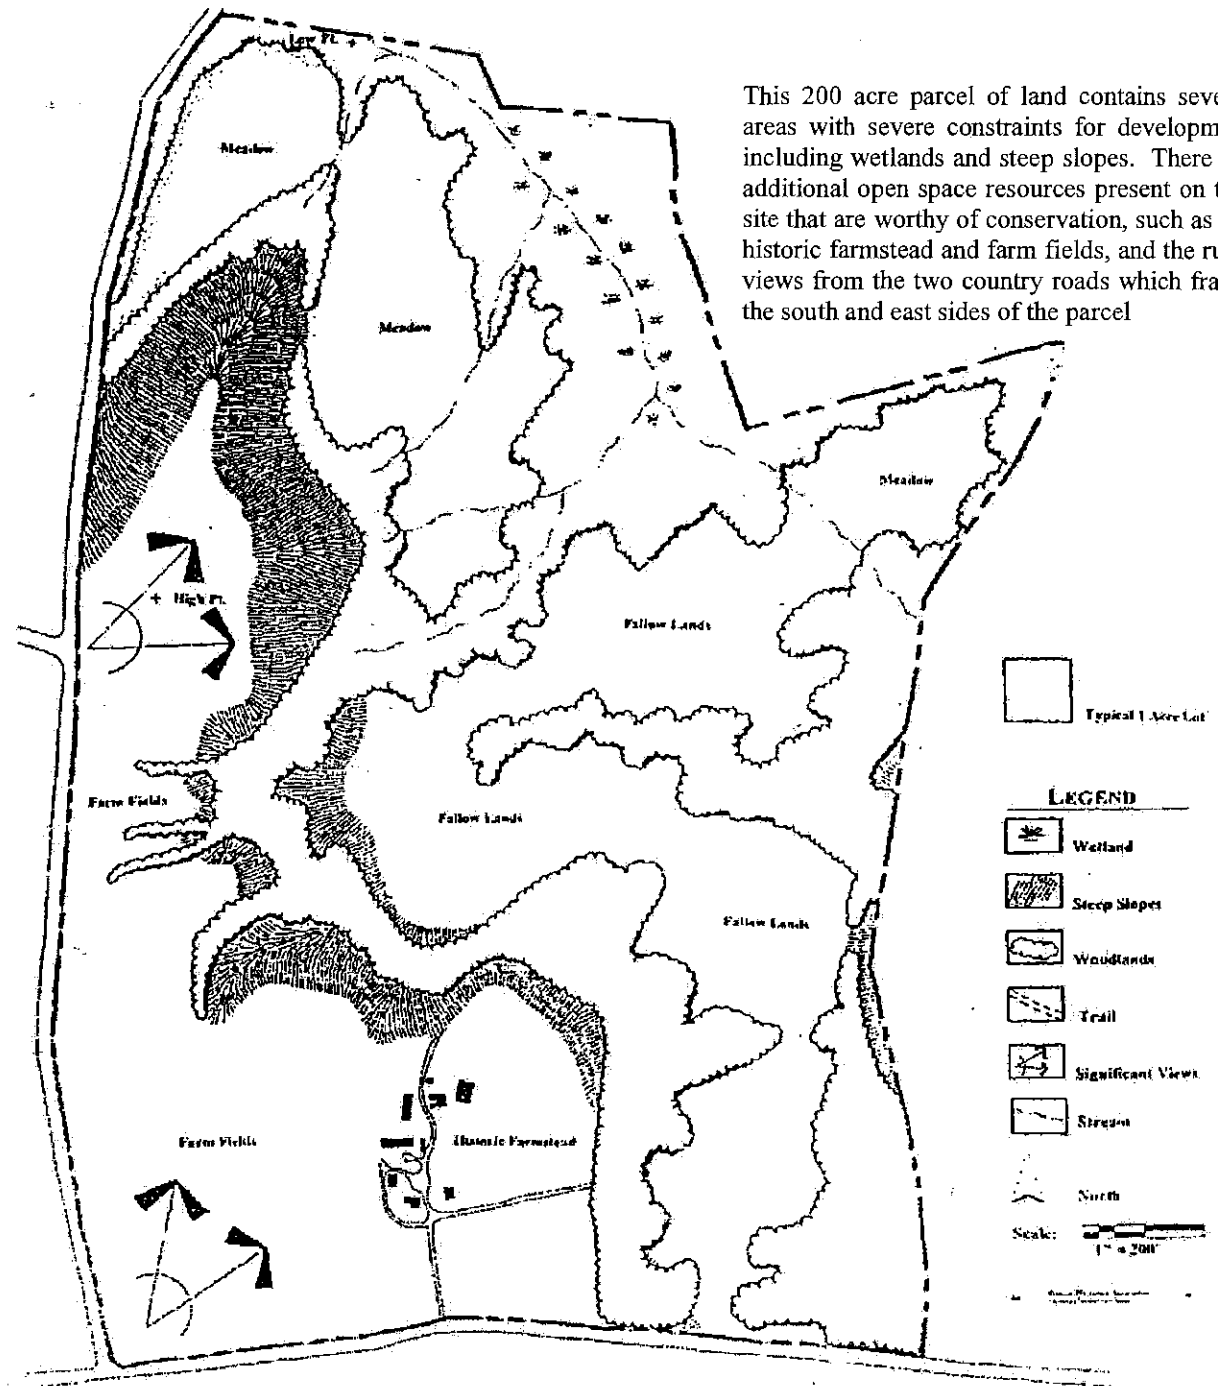 This 200 acre parcel of land contains seve
areas with severe constraints for developm
including wetlands and steep slopes. There
additional open space resources present on t
site that are worthy of conservation, such as
historic farmstead and farm fields, and the ru
views from the two country roads which fra
the south and east sides of the parcel
Low Pt. +
Meadow
Meadow
Meadow
+ High Pt.
Fallow Lands
Typical 1 Acre Lot
Farm Fields
Fallow Lands
Fallow Lands
LEGEND
Wetland
Steep Slopes
Woodlands
Trail
Significant Views
Stream
North
Scale:
1" = 200'
Farm Fields
Historic Farmstead